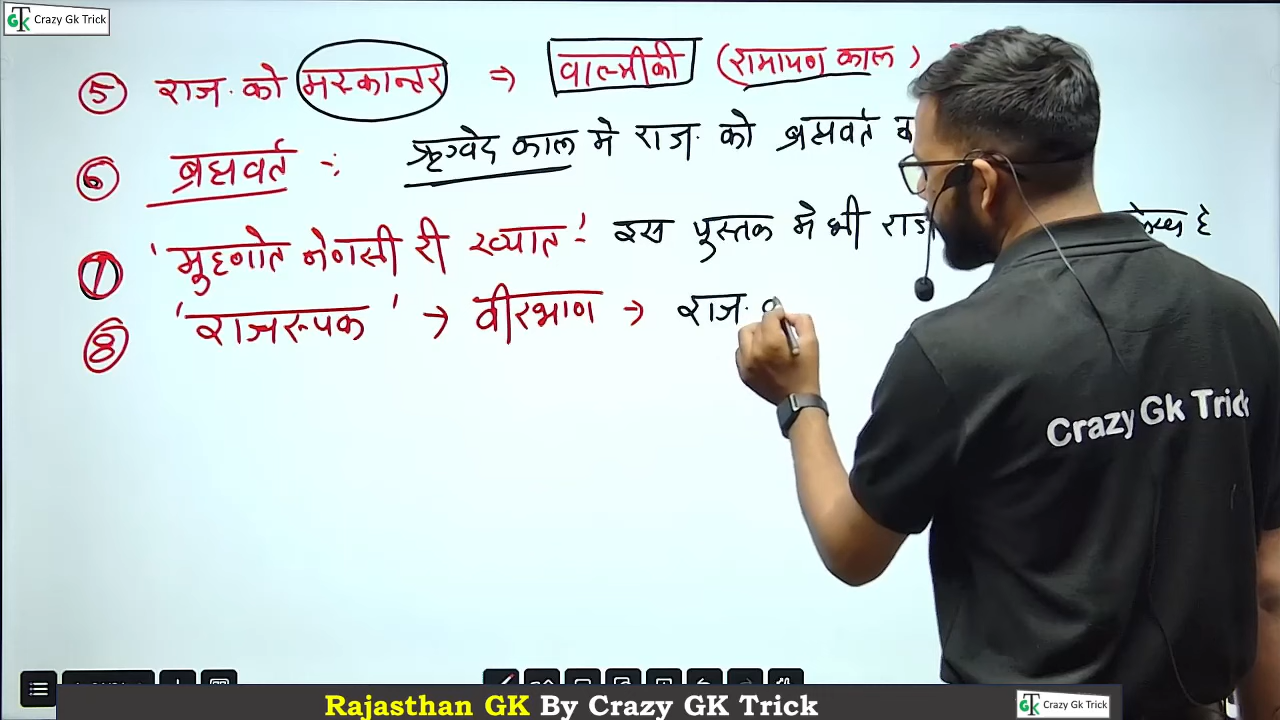 Crazy Gk Trick
⑤ राज. को मरुकान्तर ⇒ वाल्मीकी (रामायण काल)
⑥ ब्रह्मवर्त -: ऋग्वेद काल मे राज. को ब्रह्मवर्त
⑦ 'मुहणोत नेणसी री ख्यात'- इस पुस्तक मे भी राज है
⑧ 'राजरूपक' → वीरभाण → राज.
Crazy Gk Trick
Rajasthan GK By Crazy GK Trick
Crazy GK Trick